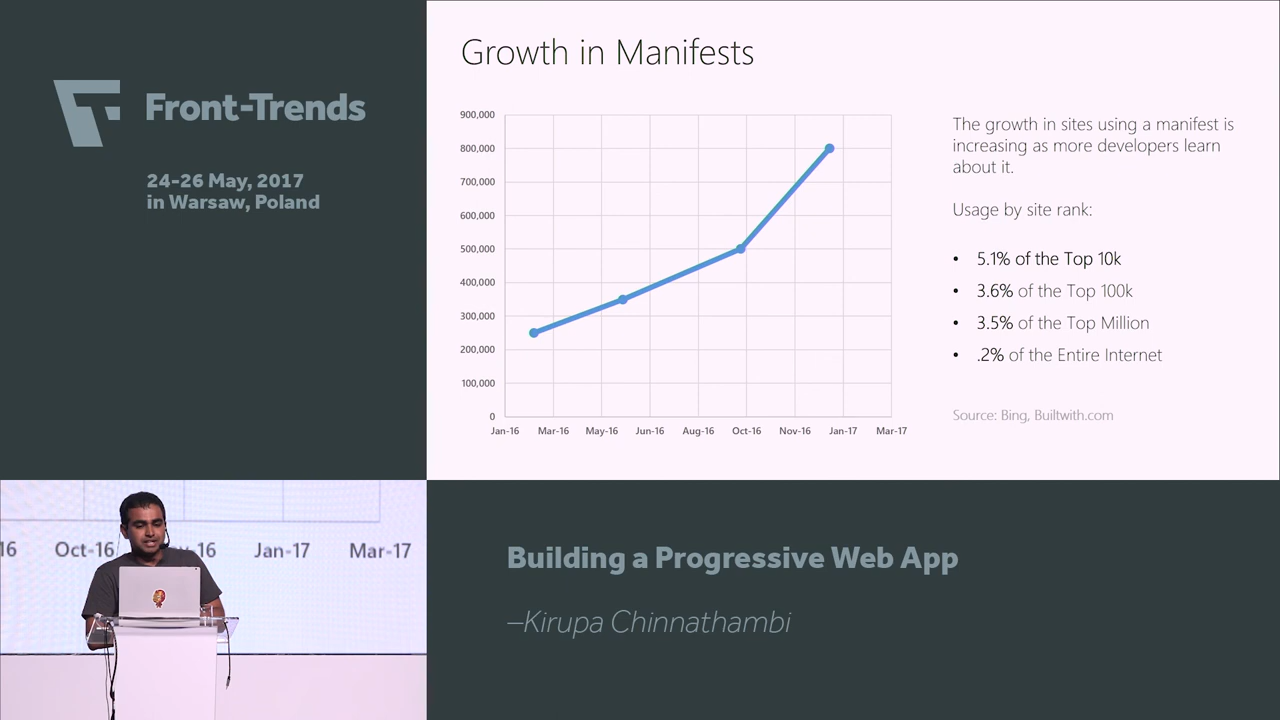 Front-Trends
24-26 May, 2017
in Warsaw, Poland
Growth in Manifests
900,000
800,000
700,000
600,000
500,000
400,000
300,000
200,000
100,000
0
Jan-16 Mar-16 May-16 Jun-16 Aug-16 Oct-16 Nov-16 Jan-17 Mar-17
The growth in sites using a manifest is
increasing as more developers learn
about it.
Usage by site rank:
• 5.1% of the Top 10k
• 3.6% of the Top 100k
• 3.5% of the Top Million
• .2% of the Entire Internet
Source: Bing, Builtwith.com
16 Oct-16 16 Jan-17 Mar-17
Building a Progressive Web App
–Kirupa Chinnathambi